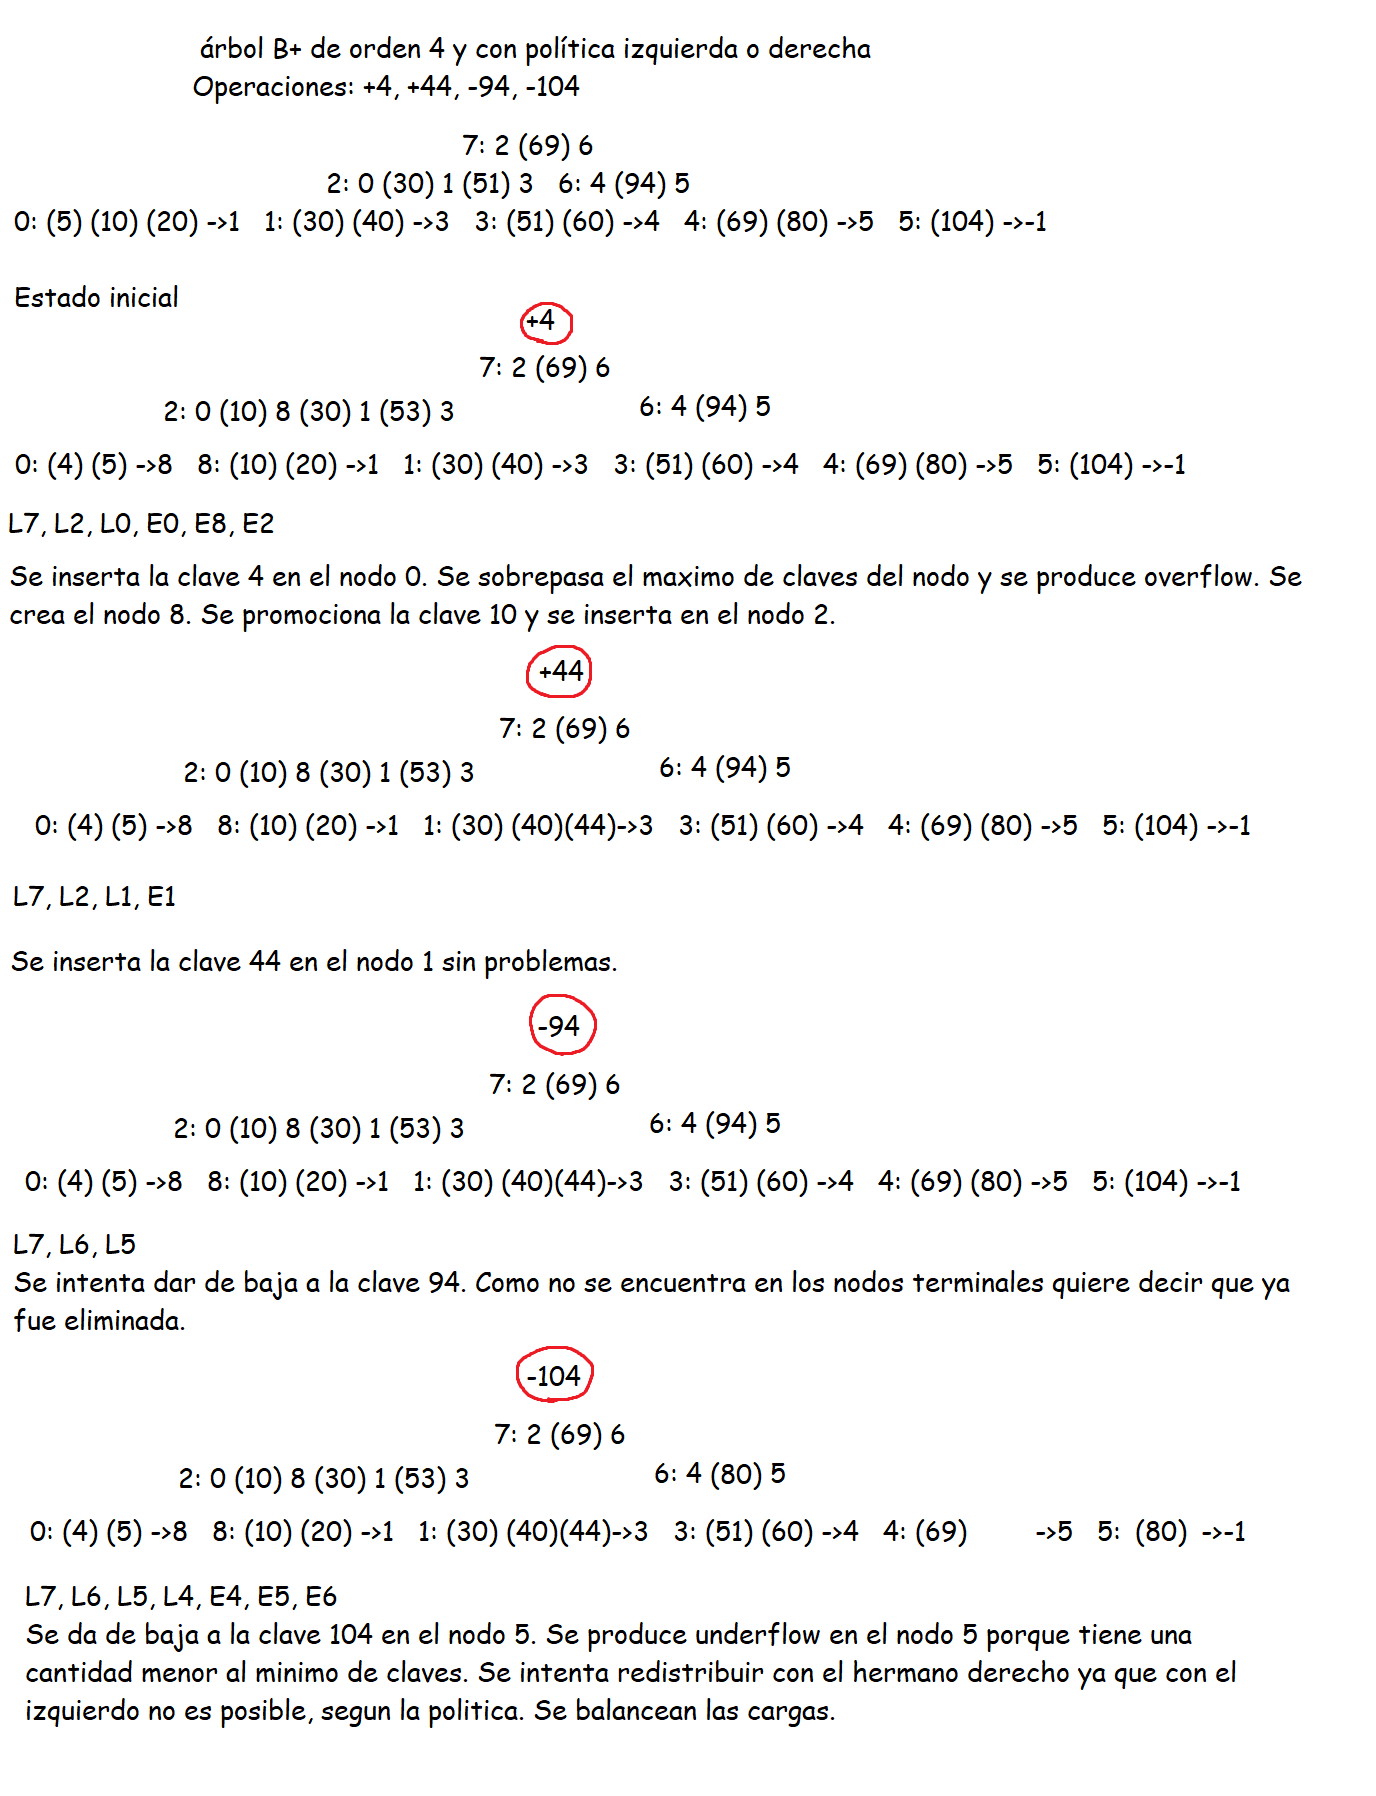 árbol B+ de orden 4 y con política izquierda o derecha
Operaciones: +4, +44, -94, -104
7: 2 (69) 6
2: 0 (30) 1 (51) 3 6: 4 (94) 5
0: (5) (10) (20) ->1 1: (30) (40) ->3 3: (51) (60) ->4 4: (69) (80) ->5 5: (104) ->-1
Estado inicial
+4
7: 2 (69) 6
2: 0 (10) 8 (30) 1 (53) 3 6: 4 (94) 5
0: (4) (5) ->8 8: (10) (20) ->1 1: (30) (40) ->3 3: (51) (60) ->4 4: (69) (80) ->5 5: (104) ->-1
L7, L2, L0, E0, E8, E2
Se inserta la clave 4 en el nodo 0. Se sobrepasa el maximo de claves del nodo y se produce overflow. Se
crea el nodo 8. Se promociona la clave 10 y se inserta en el nodo 2.
+44
7: 2 (69) 6
2: 0 (10) 8 (30) 1 (53) 3 6: 4 (94) 5
0: (4) (5) ->8 8: (10) (20) ->1 1: (30) (40)(44)->3 3: (51) (60) ->4 4: (69) (80) ->5 5: (104) ->-1
L7, L2, L1, E1
Se inserta la clave 44 en el nodo 1 sin problemas.
-94
7: 2 (69) 6
2: 0 (10) 8 (30) 1 (53) 3 6: 4 (94) 5
0: (4) (5) ->8 8: (10) (20) ->1 1: (30) (40)(44)->3 3: (51) (60) ->4 4: (69) (80) ->5 5: (104) ->-1
L7, L6, L5
Se intenta dar de baja a la clave 94. Como no se encuentra en los nodos terminales quiere decir que ya
fue eliminada.
-104
7: 2 (69) 6
2: 0 (10) 8 (30) 1 (53) 3 6: 4 (80) 5
0: (4) (5) ->8 8: (10) (20) ->1 1: (30) (40)(44)->3 3: (51) (60) ->4 4: (69) ->5 5: (80) ->-1
L7, L6, L5, L4, E4, E5, E6
Se da de baja a la clave 104 en el nodo 5. Se produce underflow en el nodo 5 porque tiene una
cantidad menor al minimo de claves. Se intenta redistribuir con el hermano derecho ya que con el
izquierdo no es posible, segun la politica. Se balancean las cargas.